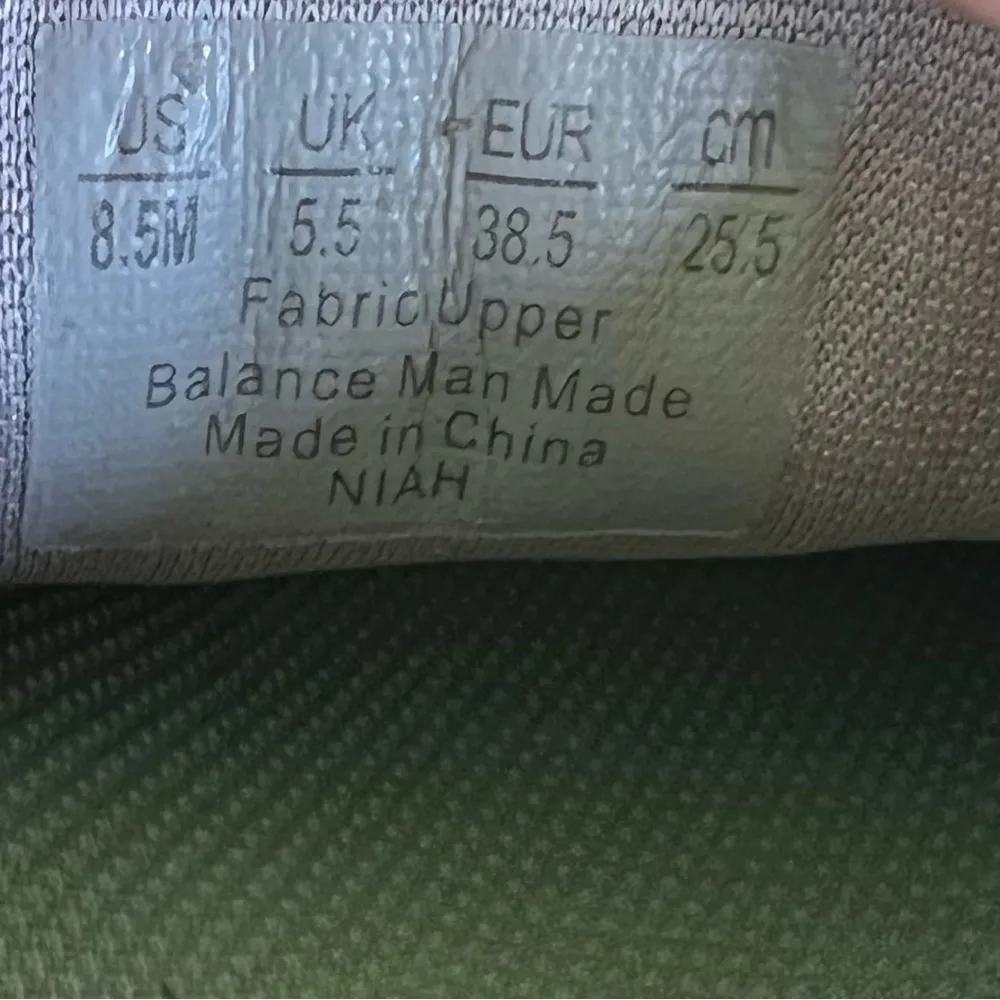 US UK EUR cm
8.5M 5.5 38.5 25.5
Fabric Upper
Balance Man Made
Made in China
NIAH